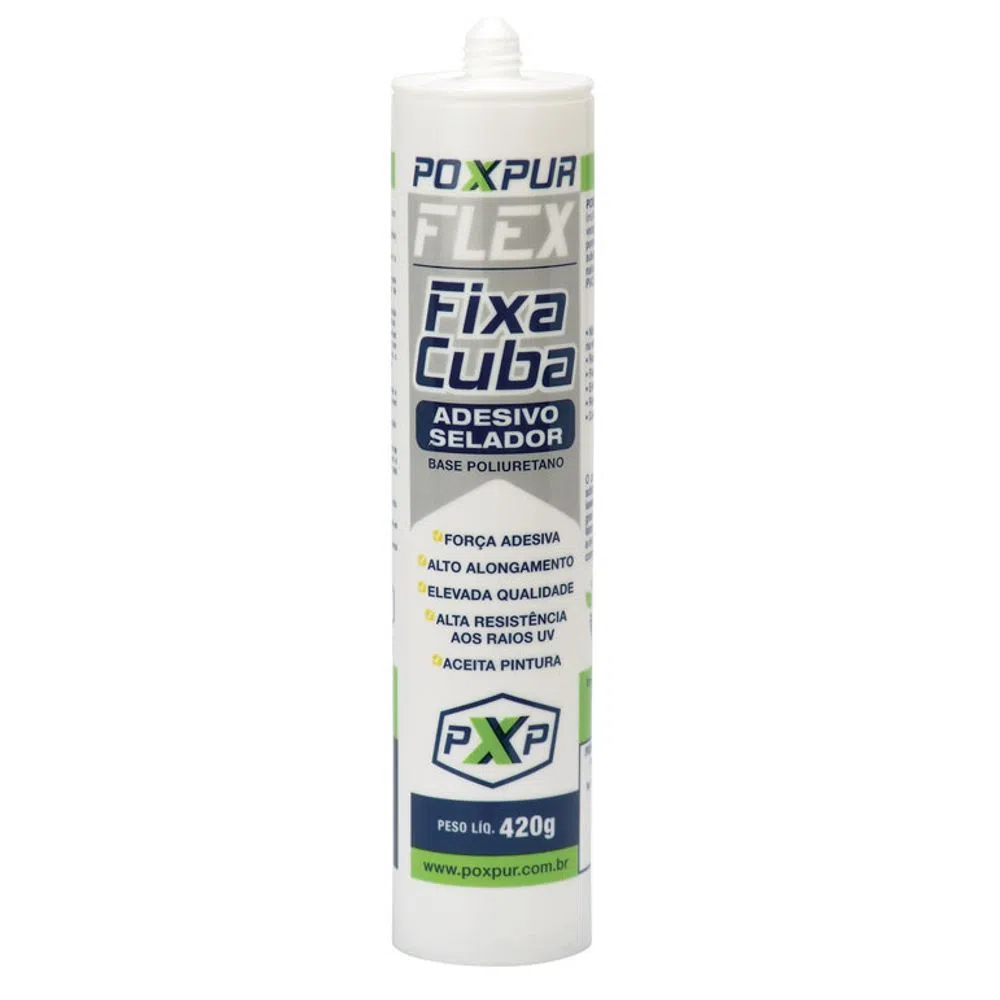 POXPUR
FLEX
Fixa
Cuba
ADESIVO
SELADOR
BASE POLIURETANO
FORÇA ADESIVA
ALTO ALONGAMENTO
ELEVADA QUALIDADE
ALTA RESISTÊNCIA
AOS RAIOS UV
ACEITA PINTURA
PXP
PESO LÍQ. 420g
www.poxpur.com.br